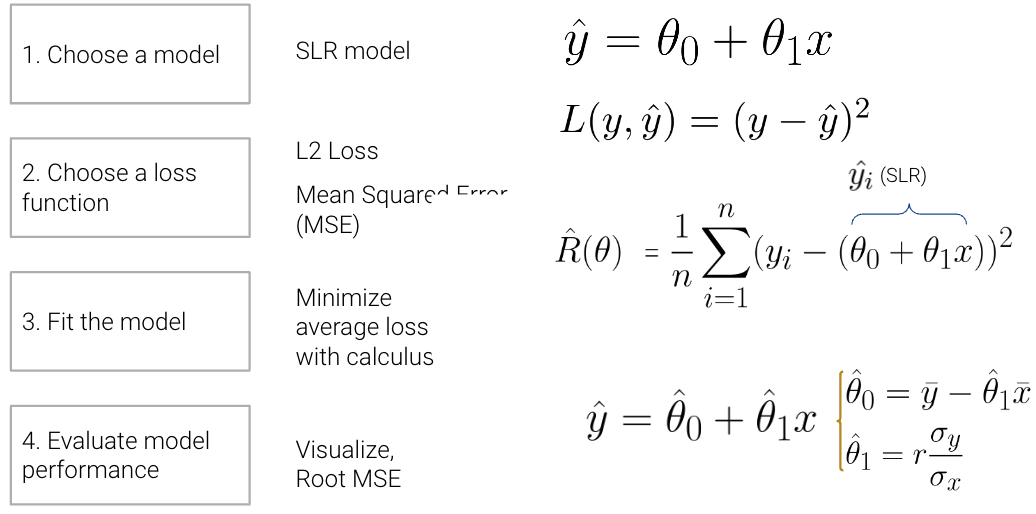 1. Choose a model
SLR model
ŷ = θ₀ + θ₁x
L(y, ŷ) = (y − ŷ)²
2. Choose a loss
function
L2 Loss
Mean Squared Error
(MSE)
ŷᵢ (SLR)
R̂(θ) = 1/n ∑ᵢ₌₁ⁿ (yᵢ − (θ₀ + θ₁x))²
3. Fit the model
Minimize
average loss
with calculus
ŷ = θ̂₀ + θ̂₁x
θ̂₀ = ȳ − θ̂₁x̄
θ̂₁ = r σy/σx
4. Evaluate model
performance
Visualize,
Root MSE